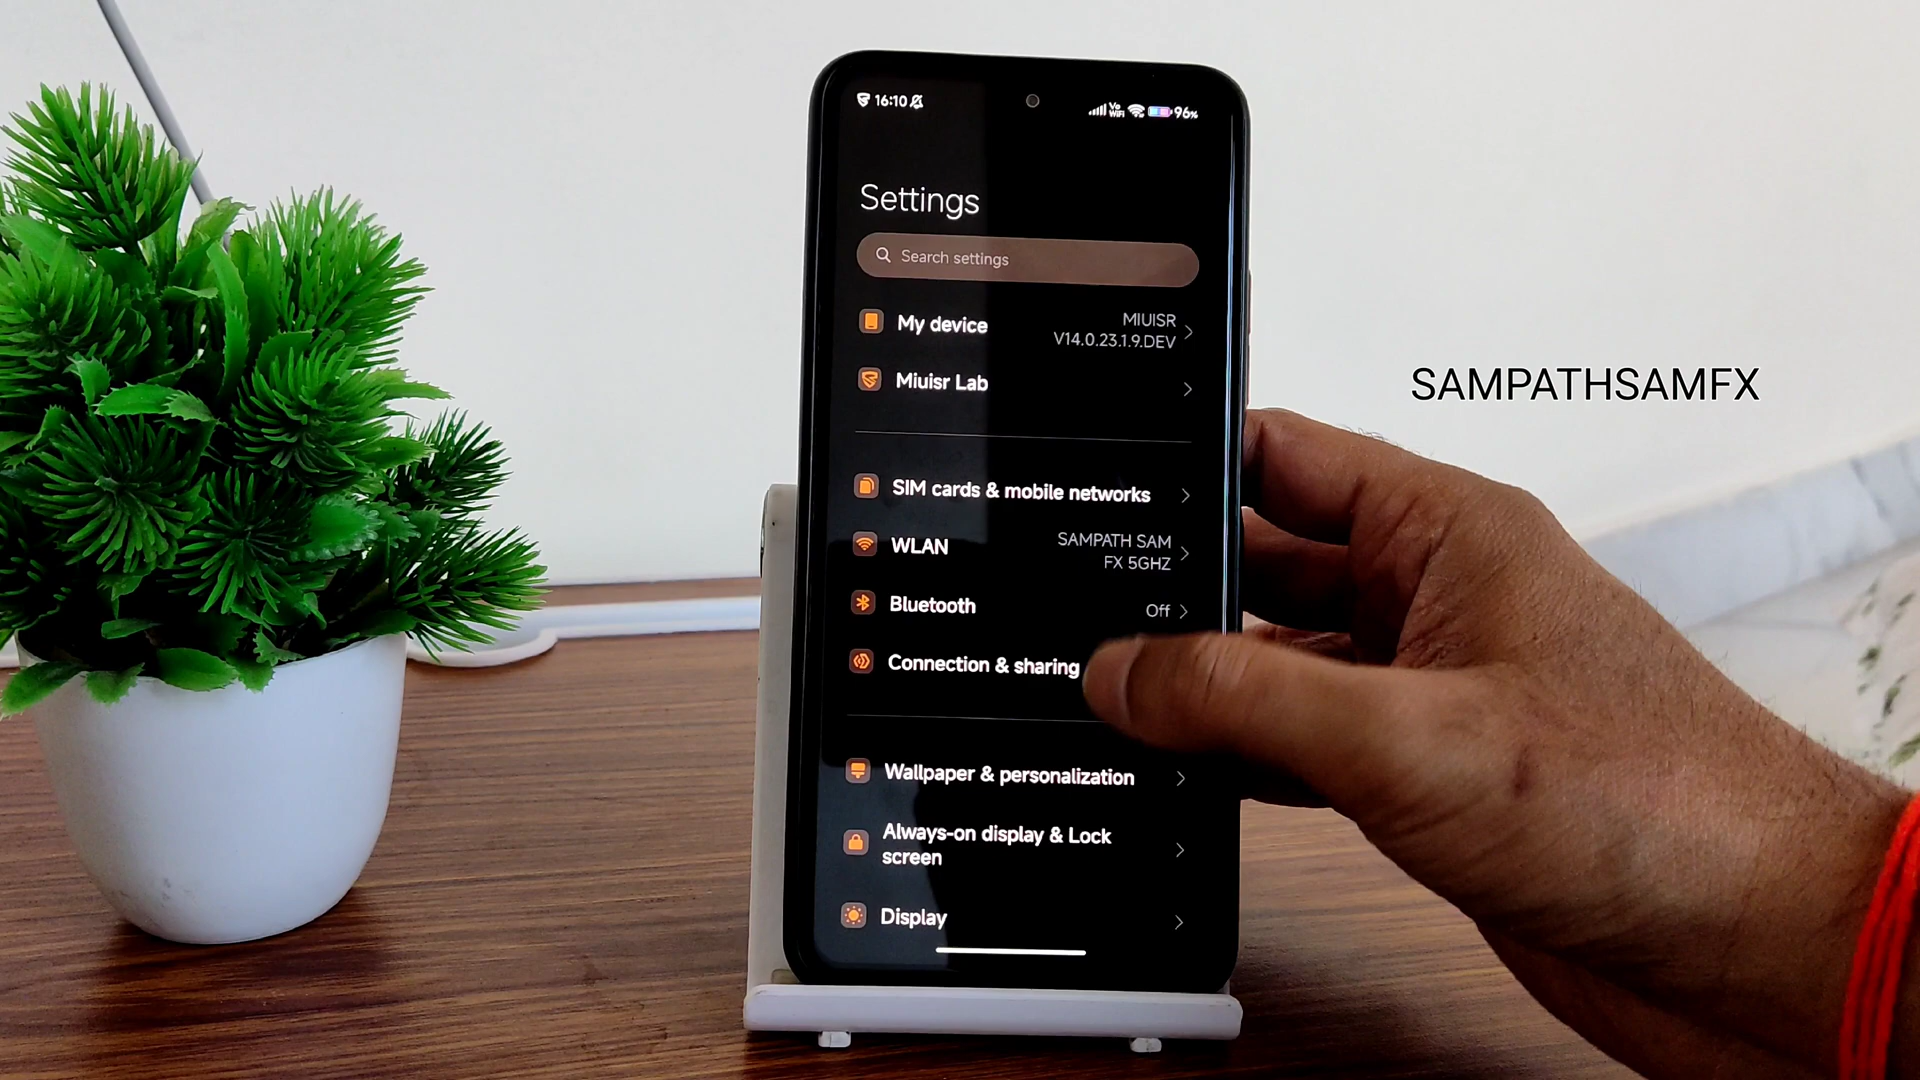 16:10
Vo
WiFi
96%
Settings
Search settings
My device
MIUISR
V14.0.23.1.9.DEV
Miuisr Lab
SIM cards & mobile networks
WLAN
SAMPATH SAM
FX 5GHZ
Bluetooth
Off
Connection & sharing
Wallpaper & personalization
Always-on display & Lock
screen
Display
SAMPATHSAMFX